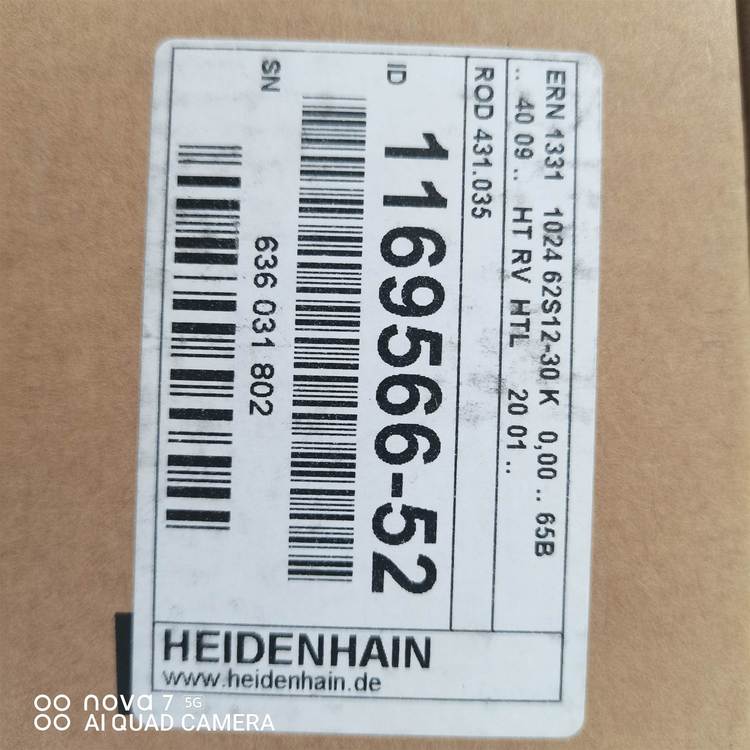 ERN 1331 1024 62S12-30 K 0,00 .. 65B
.. 40 09 .. HT RV HTL 20 01 ..
ROD 431.035
ID 1169566-52
SN 636 031 802
HEIDENHAIN
www.heidenhain.de
nova 7 5G
AI QUAD CAMERA